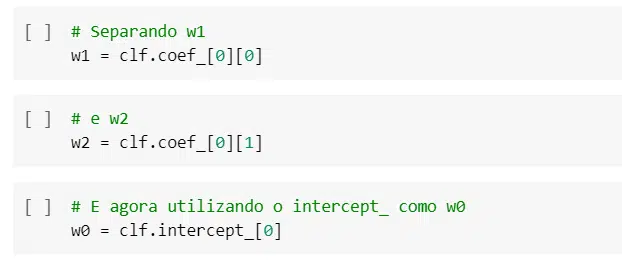 [ ] # Separando w1
w1 = clf.coef_[0][0]
[ ] # e w2
w2 = clf.coef_[0][1]
[ ] # E agora utilizando o intercept_ como w0
w0 = clf.intercept_[0]